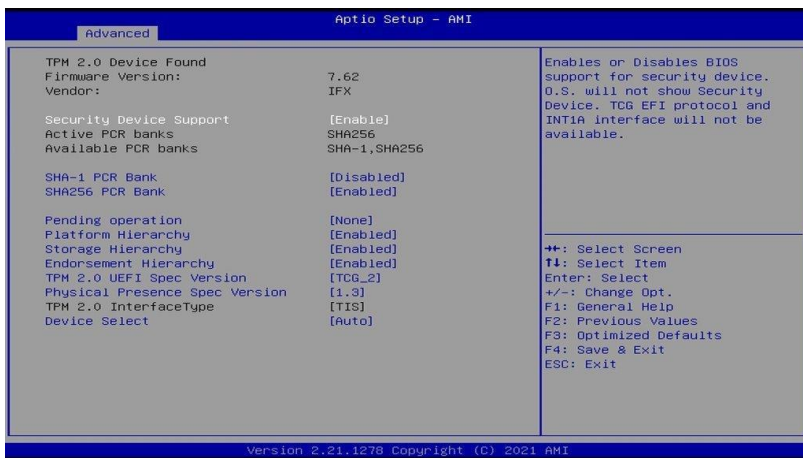 Aptio Setup - AMI
Advanced
TPM 2.0 Device Found
Firmware Version: 7.62
Vendor: IFX
Security Device Support [Enable]
Active PCR banks SHA256
Available PCR banks SHA-1,SHA256
SHA-1 PCR Bank [Disabled]
SHA256 PCR Bank [Enabled]
Pending operation [None]
Platform Hierarchy [Enabled]
Storage Hierarchy [Enabled]
Endorsement Hierarchy [Enabled]
TPM 2.0 UEFI Spec Version [TCG_2]
Physical Presence Spec Version [1.3]
TPM 2.0 InterfaceType [TIS]
Device Select [Auto]
Enables or Disables BIOS
support for security device.
O.S. will not show Security
Device. TCG EFI protocol and
INT1A interface will not be
available.
→←: Select Screen
↑↓: Select Item
Enter: Select
+/-: Change Opt.
F1: General Help
F2: Previous Values
F3: Optimized Defaults
F4: Save & Exit
ESC: Exit
Version 2.21.1278 Copyright (C) 2021 AMI